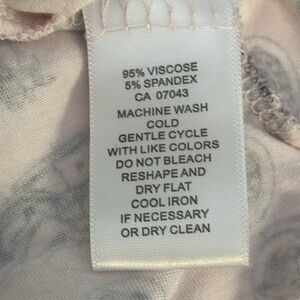 95% VISCOSE
5% SPANDEX
CA 07043
MACHINE WASH
COLD
GENTLE CYCLE
WITH LIKE COLORS
DO NOT BLEACH
RESHAPE AND
DRY FLAT
COOL IRON
IF NECESSARY
OR DRY CLEAN